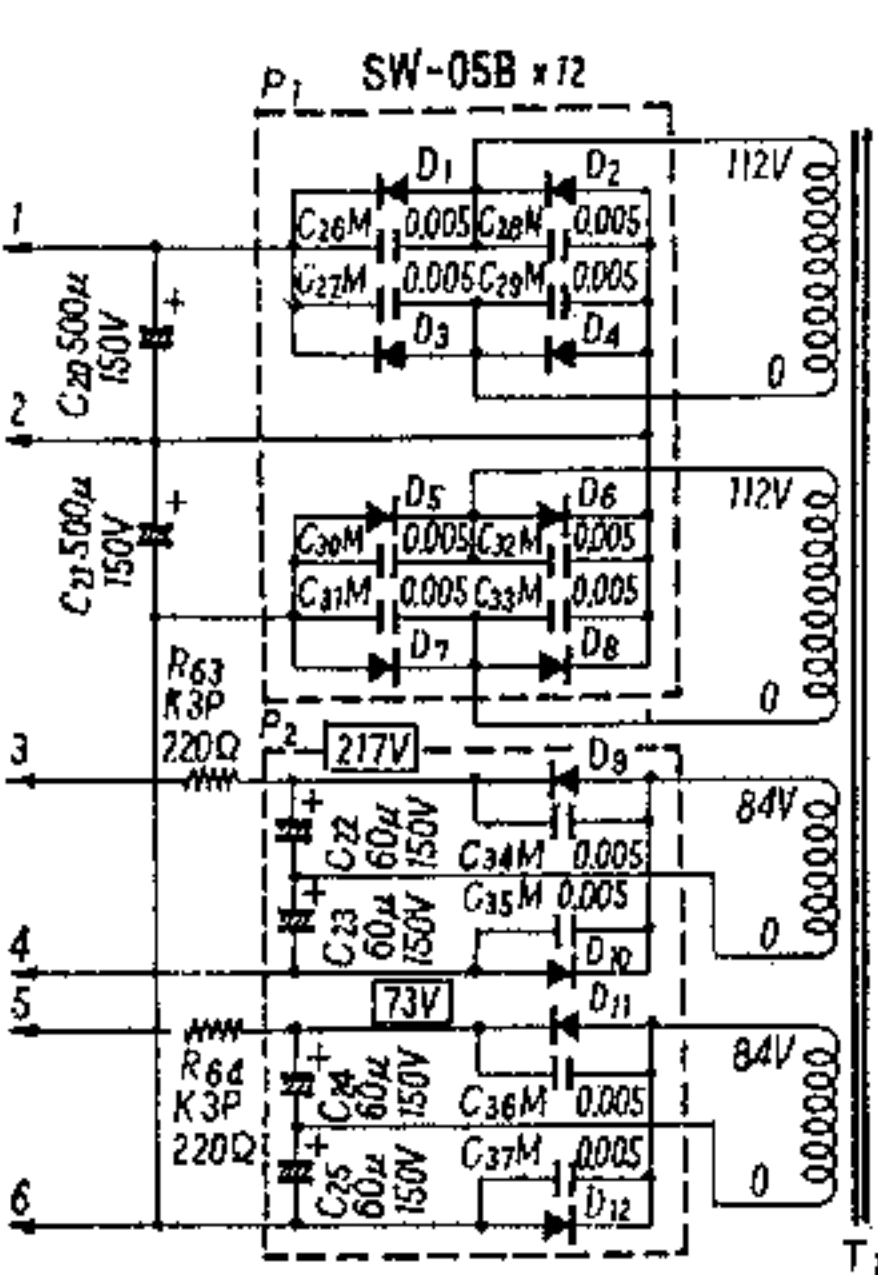 SW-05B x 12
P1
D1 D2 112V
1 C26M 0.005 C28M 0.005
C27M 0.005 C29M 0.005
C20 500μ 150V +
D3 D4 0
2
D5 D6 112V
C21 500μ 150V +
C30M 0.005 C32M 0.005
C31M 0.005 C33M 0.005
D7 D8 0
R63
K3P
220Ω
P2 217V D9
3 84V
C22 60μ 150V +
C34M 0.005
C35M 0.005
C23 60μ 150V +
4 D10 0
73V
5 D11
R64
K3P
220Ω
84V
C24 60μ 150V +
C36M 0.005
C37M 0.005
C25 60μ 150V +
6 D12 0
T